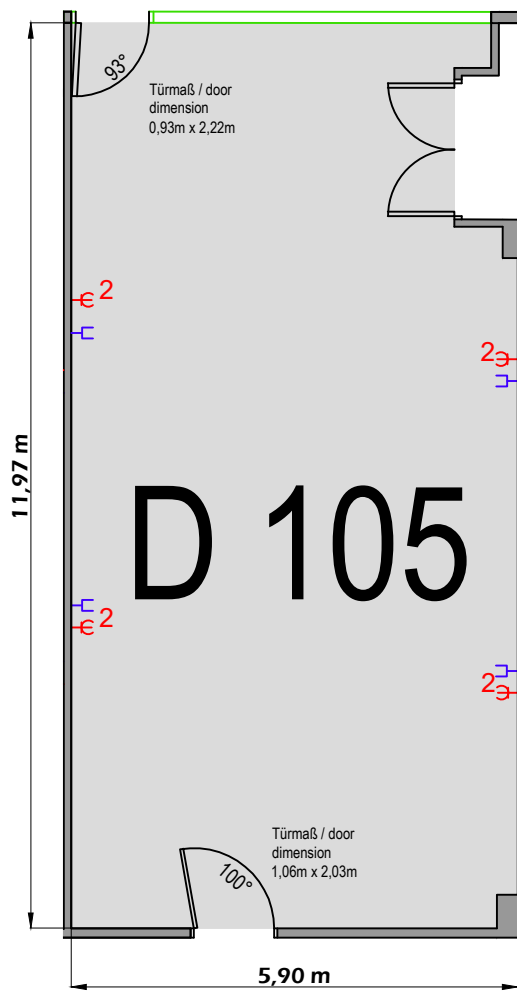 93°
Türmaß / door
dimension
0,93m x 2,22m
2
2
11,97 m
D 105
2
2
Türmaß / door
dimension
1,06m x 2,03m
100°
5,90 m